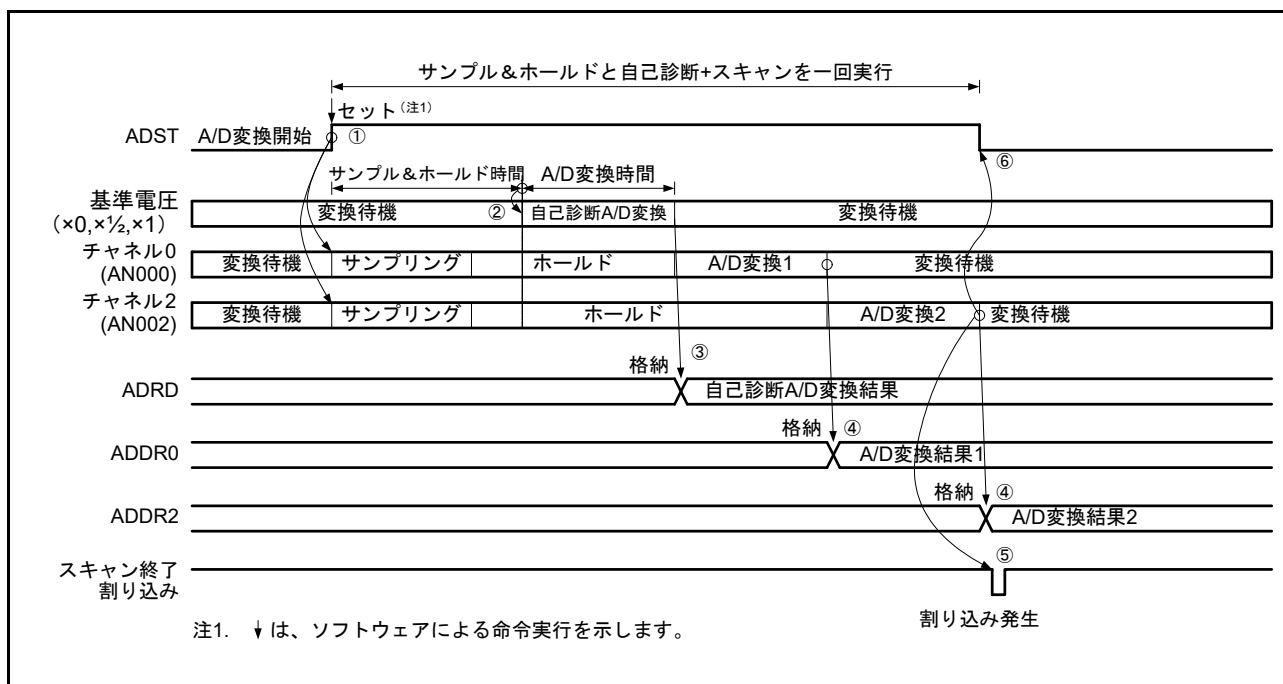 サンプル&ホールドと自己診断+スキャンを一回実行
セット(注1)
ADST A/D変換開始 ① ⑥
サンプル&ホールド時間 A/D変換時間
基準電圧
(×0,×½,×1)
変換待機 ② 自己診断A/D変換 変換待機
チャネル0
(AN000)
変換待機 サンプリング ホールド A/D変換1 変換待機
チャネル2
(AN002)
変換待機 サンプリング ホールド A/D変換2 変換待機
格納 ③
ADRD 自己診断A/D変換結果
格納 ④
ADDR0 A/D変換結果1
格納 ④
ADDR2 A/D変換結果2
スキャン終了
割り込み
⑤
割り込み発生
注1. ↓は、ソフトウェアによる命令実行を示します。